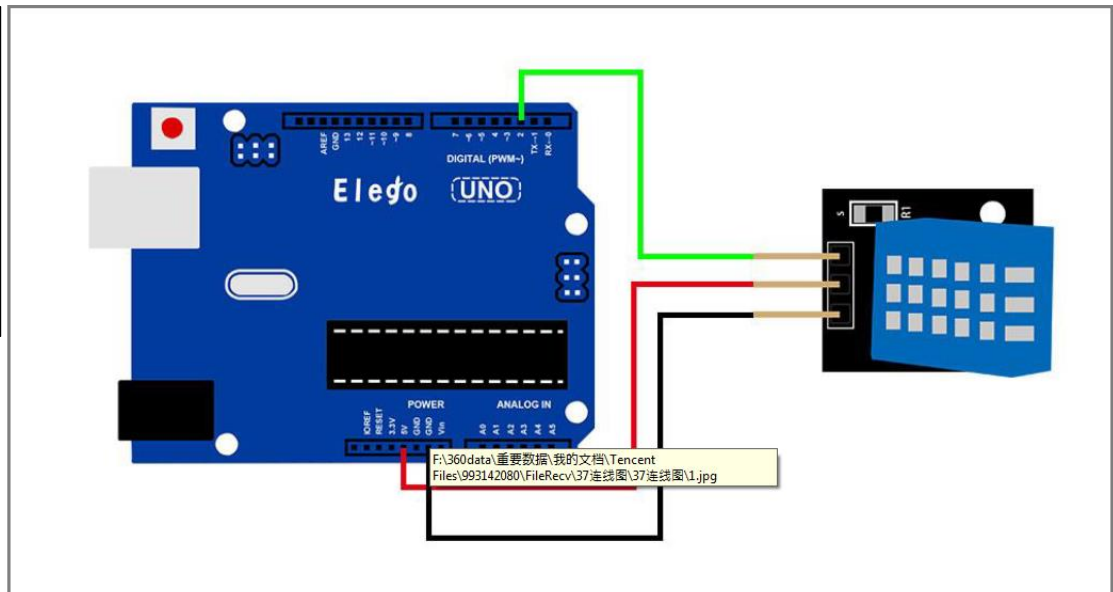 AREF
GND
13
12
~11
~10
~9
8
7
~6
~5
4
~3
2
TX→1
RX←0
DIGITAL (PWM~)
Elego
UNO
S
R1
POWER
ANALOG IN
IOREF
RESET
3.3V
5V
GND
GND
Vin
A0
A1
A2
A3
A4
A5
F:\360data\重要数据\我的文档\Tencent
Files\993142080\FileRecv\37连线图\37连线图\1.jpg